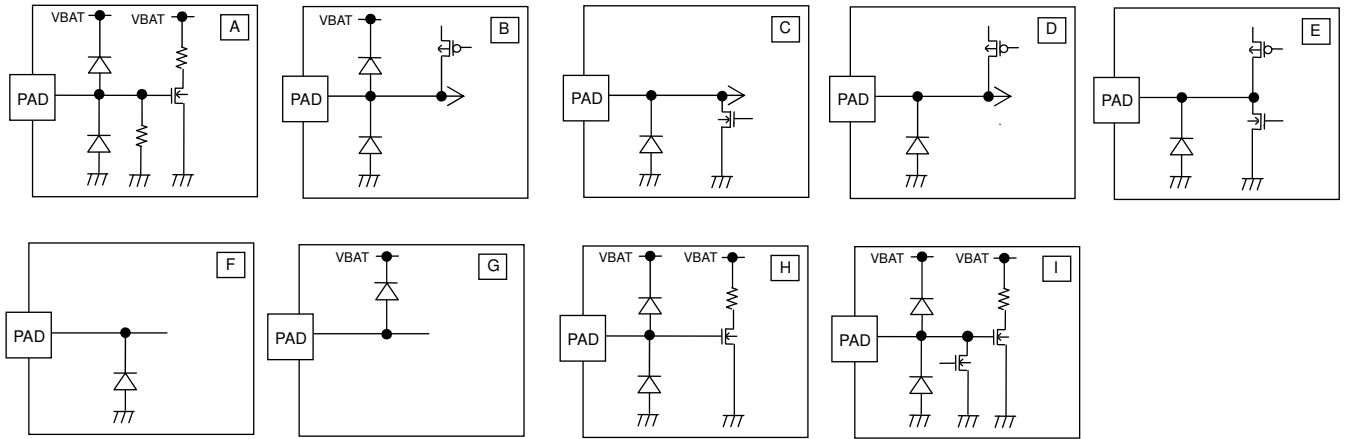 VBAT VBAT A
PAD
VBAT B
PAD
C
PAD
D
PAD
E
PAD
F
PAD
VBAT G
PAD
VBAT VBAT H
PAD
VBAT VBAT I
PAD